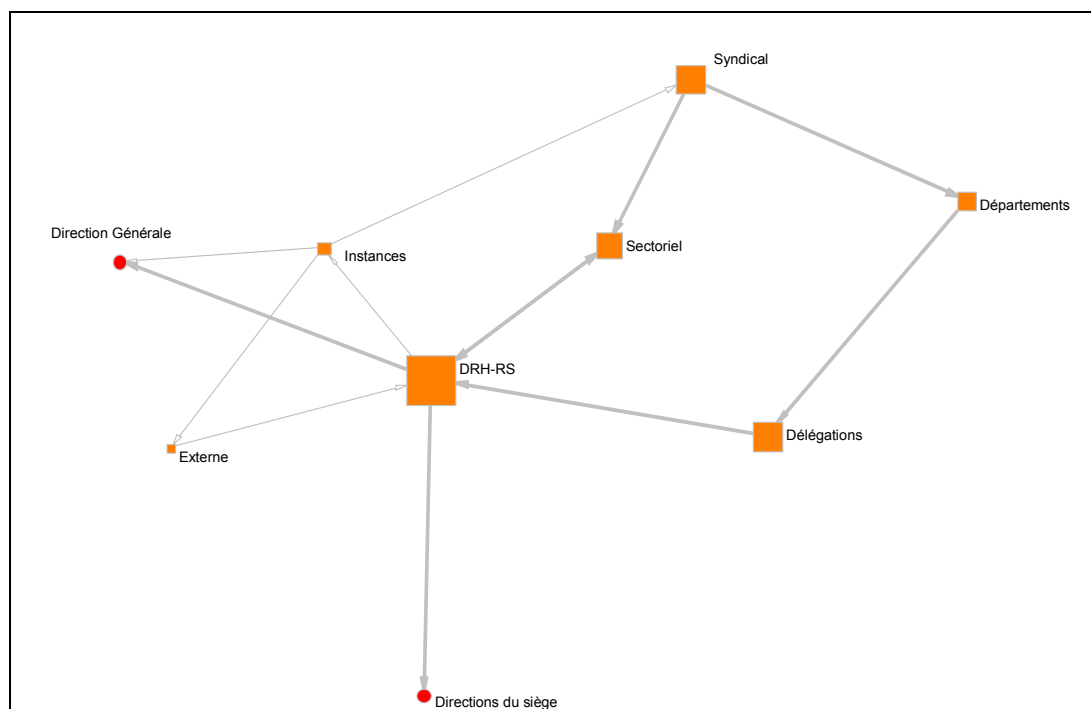 Syndical
Départements
Direction Générale
Instances
Sectoriel
DRH-RS
Délégations
Externe
Directions du siège